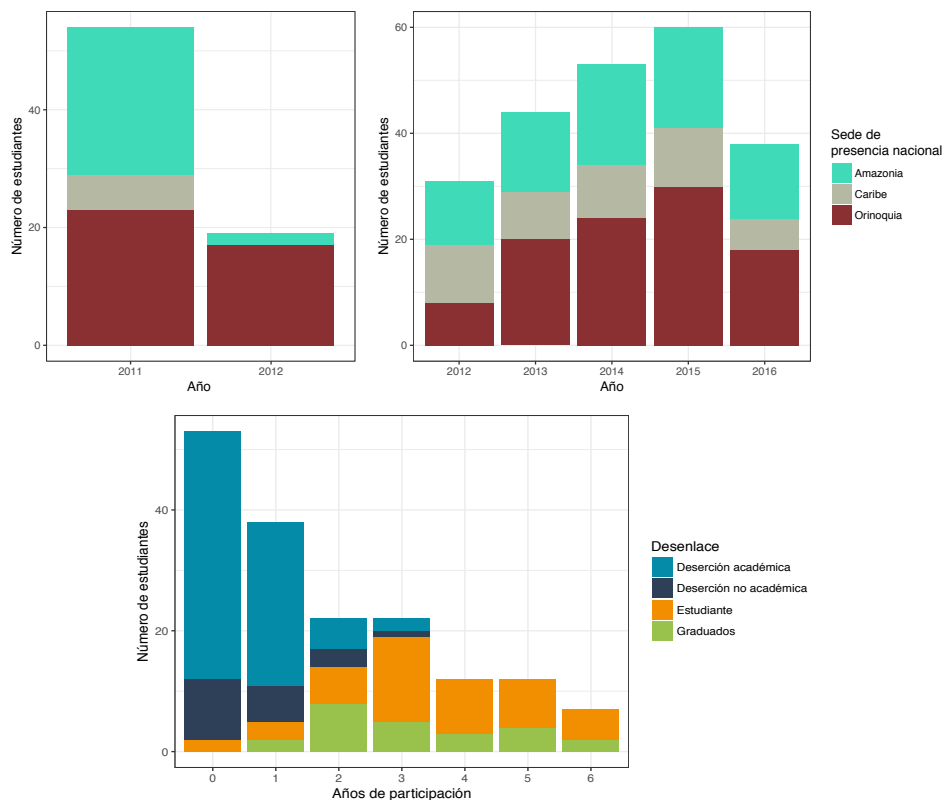 Número de estudiantes
40
20
0
2011
2012
Año
Número de estudiantes
60
40
20
0
2012
2013
2014
2015
2016
Año
Sede de
presencia nacional
Amazonia
Caribe
Orinoquia
Número de estudiantes
40
20
0
0
1
2
3
4
5
6
Años de participación
Desenlace
Deserción académica
Deserción no académica
Estudiante
Graduados